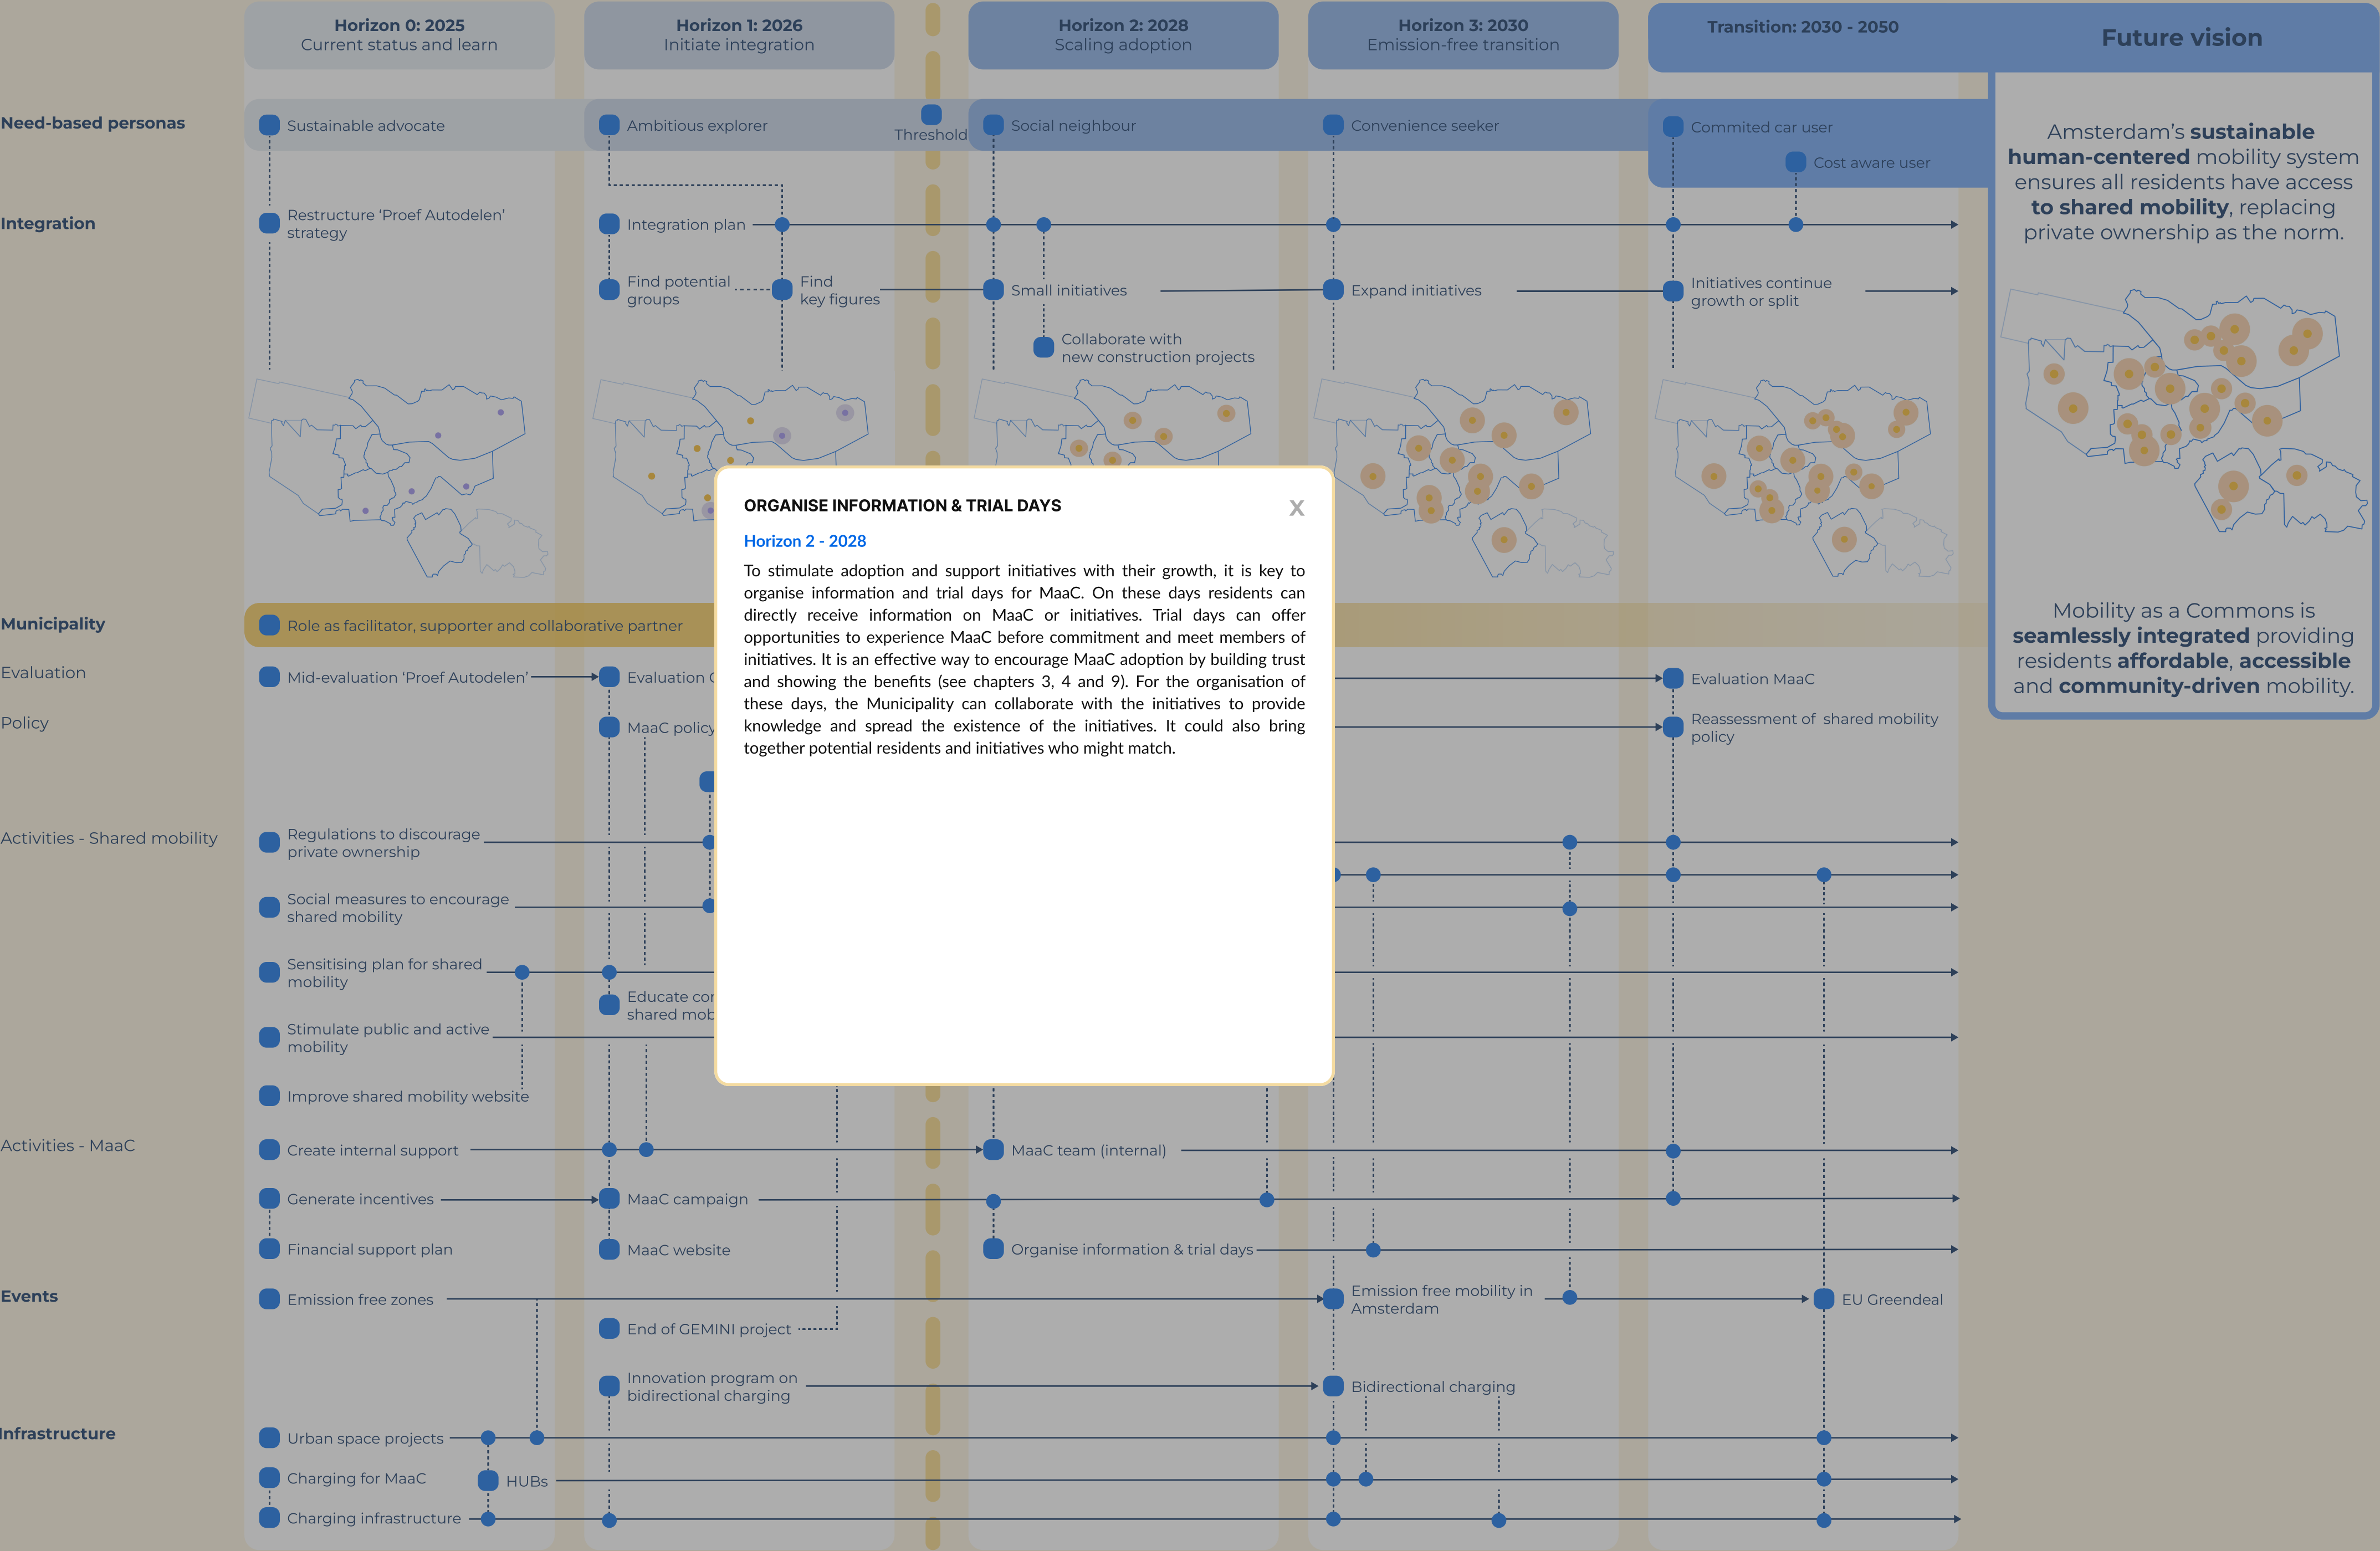 Horizon 0: 2025
Current status and learn
Horizon 1: 2026
Initiate integration
Horizon 2: 2028
Scaling adoption
Horizon 3: 2030
Emission-free transition
Transition: 2030 - 2050
Future vision
Need-based personas
Sustainable advocate
Ambitious explorer
Threshold
Social neighbour
Convenience seeker
Commited car user
Cost aware user
Integration
Restructure ‘Proef Autodelen’
strategy
Integration plan
Find potential
groups
Find
key figures
Small initiatives
Expand initiatives
Initiatives continue
growth or split
Collaborate with
new construction projects
Amsterdam’s sustainable
human-centered mobility system
ensures all residents have access
to shared mobility, replacing
private ownership as the norm.
Mobility as a Commons is
seamlessly integrated providing
residents affordable, accessible
and community-driven mobility.
ORGANISE INFORMATION & TRIAL DAYS
X
Horizon 2 - 2028
To stimulate adoption and support initiatives with their growth, it is key to
organise information and trial days for MaaC. On these days residents can
directly receive information on MaaC or initiatives. Trial days can offer
opportunities to experience MaaC before commitment and meet members of
initiatives. It is an effective way to encourage MaaC adoption by building trust
and showing the benefits (see chapters 3, 4 and 9). For the organisation of
these days, the Municipality can collaborate with the initiatives to provide
knowledge and spread the existence of the initiatives. It could also bring
together potential residents and initiatives who might match.
Municipality
Role as facilitator, supporter and collaborative partner
Evaluation
Mid-evaluation ‘Proef Autodelen’
Evaluation
Evaluation MaaC
Policy
MaaC policy
Reassessment of shared mobility
policy
Activities - Shared mobility
Regulations to discourage
private ownership
Social measures to encourage
shared mobility
Sensitising plan for shared
mobility
Educate
shared
Stimulate public and active
mobility
Improve shared mobility website
Activities - MaaC
Create internal support
MaaC team (internal)
Generate incentives
MaaC campaign
Financial support plan
MaaC website
Organise information & trial days
Events
Emission free zones
Emission free mobility in
Amsterdam
EU Greendeal
End of GEMINI project
Innovation program on
bidirectional charging
Bidirectional charging
Infrastructure
Urban space projects
Charging for MaaC
HUBs
Charging infrastructure